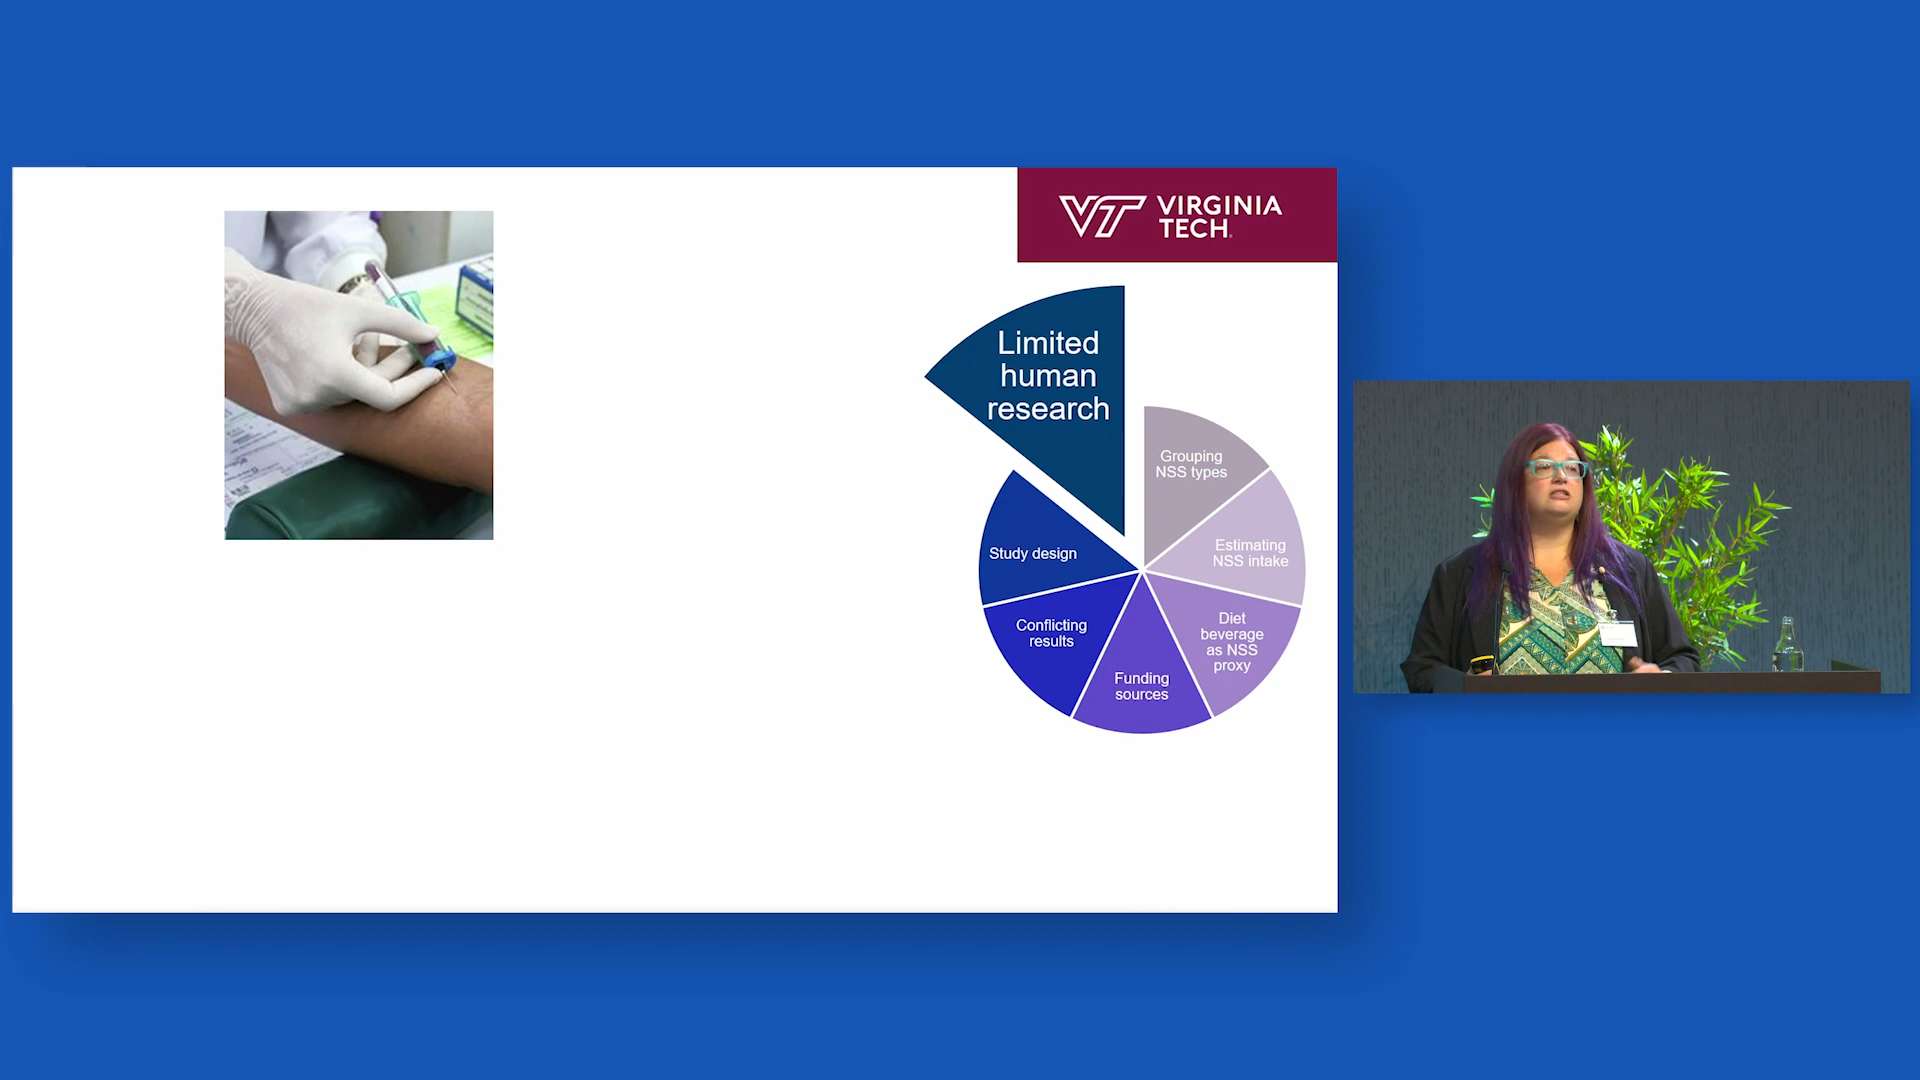 VIRGINIA
TECH
Limited
human
research
Grouping
NSS types
Estimating
NSS intake
Diet
beverage
as NSS
proxy
Funding
sources
Conflicting
results
Study design